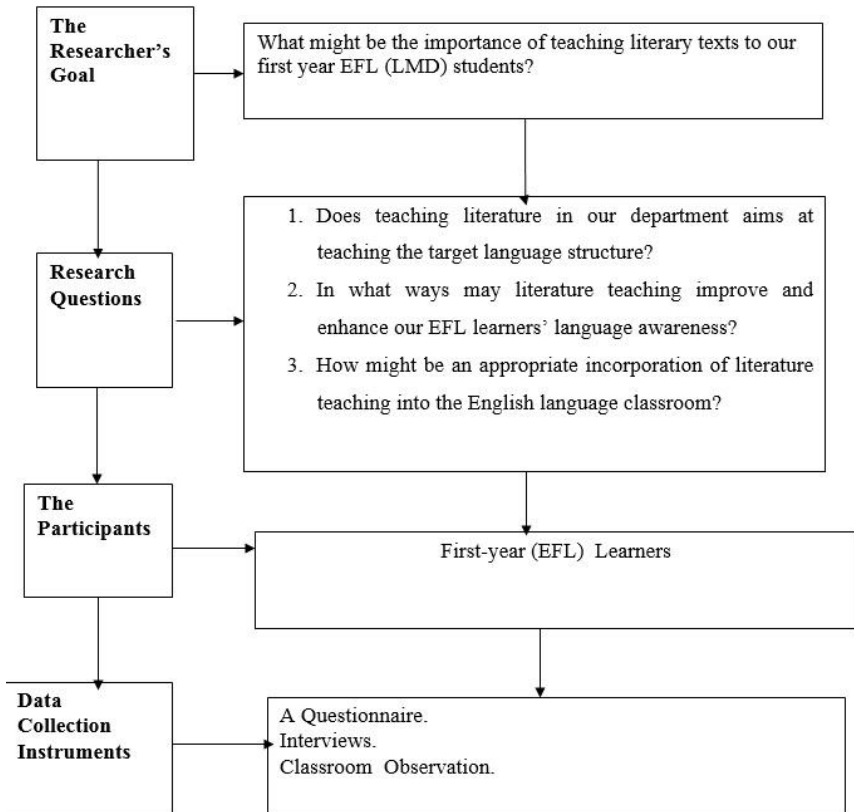 The
Researcher’s
Goal
What might be the importance of teaching literary texts to our
first year EFL (LMD) students?
Research
Questions
1. Does teaching literature in our department aims at
teaching the target language structure?
2. In what ways may literature teaching improve and
enhance our EFL learners’ language awareness?
3. How might be an appropriate incorporation of literature
teaching into the English language classroom?
The
Participants
First-year (EFL) Learners
Data
Collection
Instruments
A Questionnaire.
Interviews.
Classroom Observation.